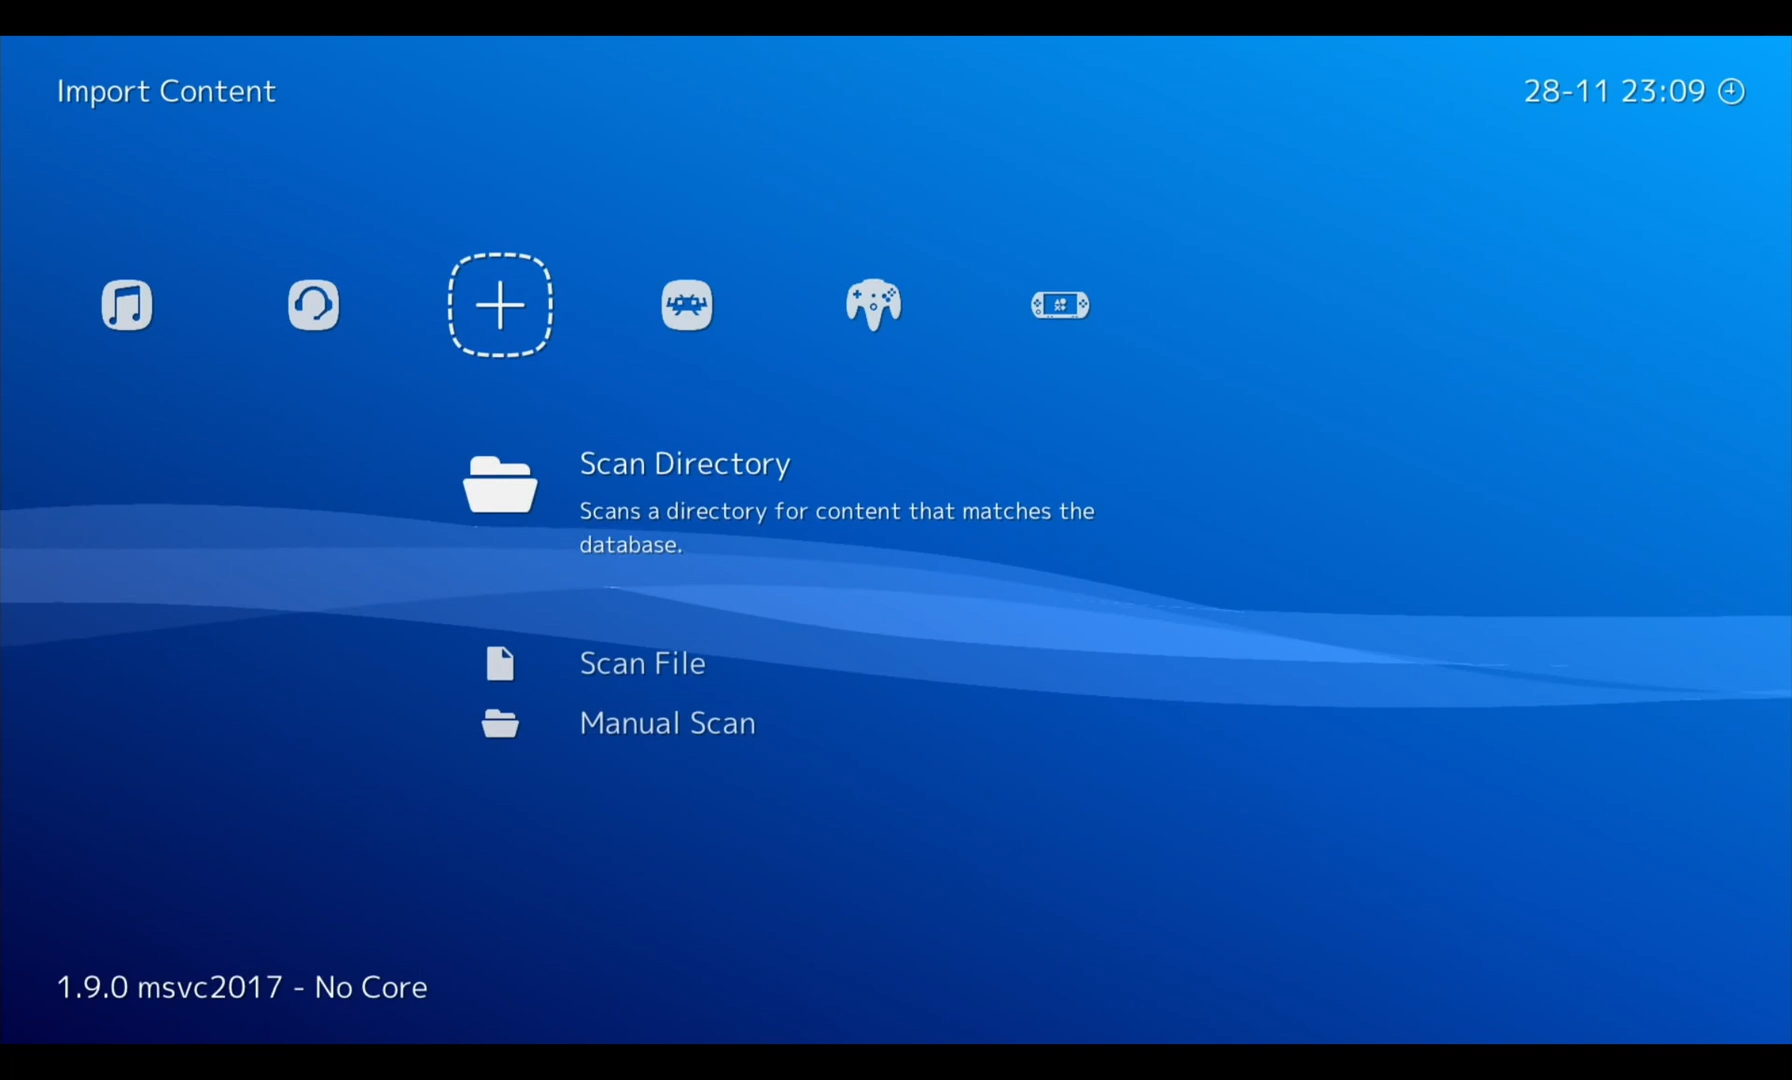 Import Content
28-11 23:09
Scan Directory
Scans a directory for content that matches the
database.
Scan File
Manual Scan
1.9.0 msvc2017 - No Core